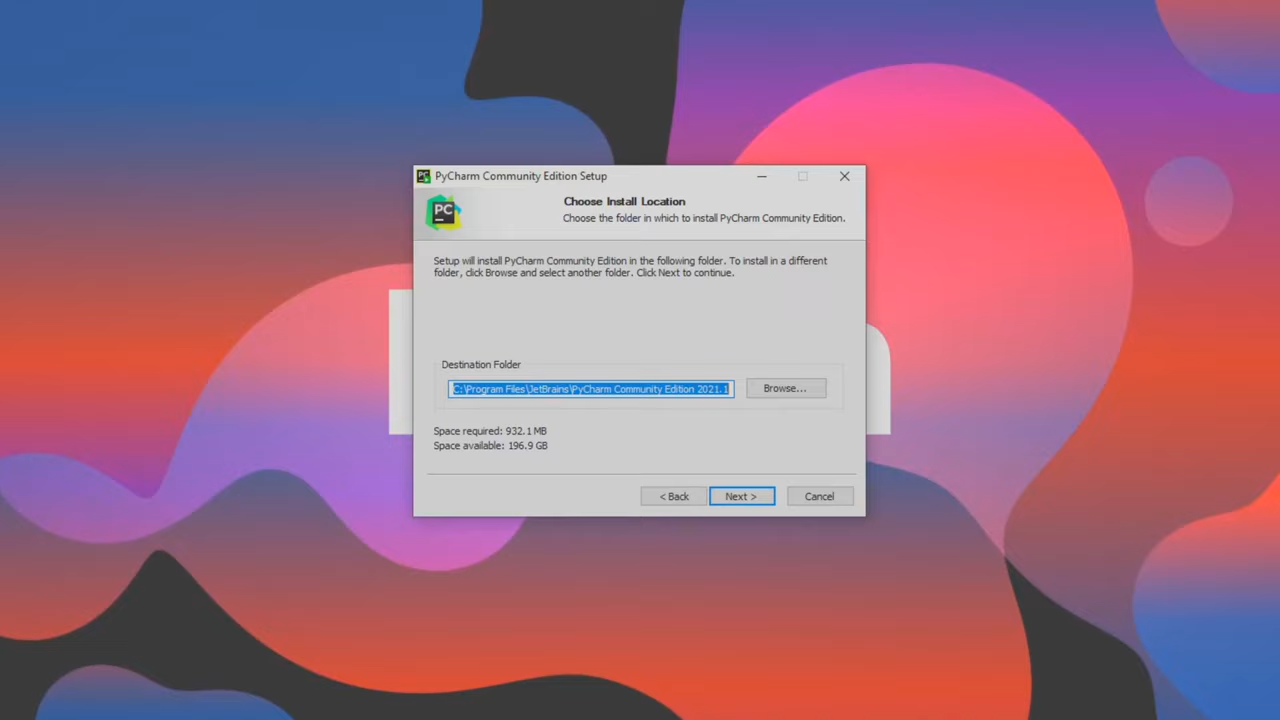 PyCharm Community Edition Setup
PC
Choose Install Location
Choose the folder in which to install PyCharm Community Edition.
Setup will install PyCharm Community Edition in the following folder. To install in a different
folder, click Browse and select another folder. Click Next to continue.
Destination Folder
C:\Program Files\JetBrains\PyCharm Community Edition 2021.1
Browse...
Space required: 932.1 MB
Space available: 196.9 GB
< Back
Next >
Cancel